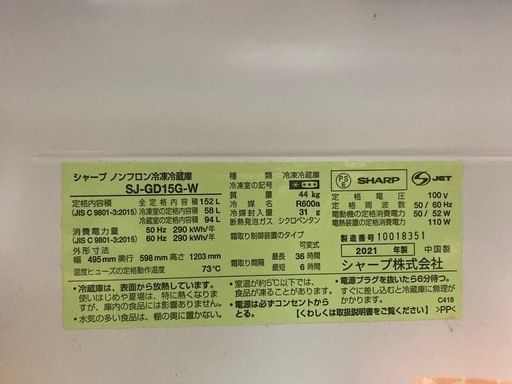 シャープ ノンフロン冷凍冷蔵庫
SJ-GD15G-W
定格内容積
(JIS C 9801-3:2015)
全定格内容積 152L
冷凍室の定格内容積 58L
冷蔵室の定格内容積 94L
消費電力量
(JIS C 9801-3:2015)
50 Hz 290 kWh/年
60 Hz 290 kWh/年
外形寸法
幅 495mm 奥行 598mm 高さ 1203mm
温度ヒューズの定格動作温度 73℃
種類 冷凍冷蔵庫
冷凍室の記号
質量 44kg
冷媒 R600a
冷媒封入量 31g
断熱発泡ガス シクロペンタン
霜取り制御装置のタイプ
可変式
霜取り間隔
最長 36 時間
最短 6 時間
PSE SHARP JET
定格電圧 100V
定格周波数 50/60Hz
電動機の定格消費電力 50/52W
電熱装置の定格消費電力 110W
製造番号 10018351
2021 年製 中国製
シャープ株式会社
・冷蔵庫は、表面から放熱しています。
使いはじめや夏場は、特に熱くなりま
すが、庫内の食品には影響ありません。
・水気の多い食品は、棚の奥に置かない。
・室温が約5℃以下では、
食品が凍ることがあります。
・電源は必ずコンセントから
とる。
・電源プラグを抜いたら6分待つ。
すぐに差し込むと冷蔵庫に無理が
かかります。
C418
【くわしくは取扱説明書をご覧ください】 >PP<